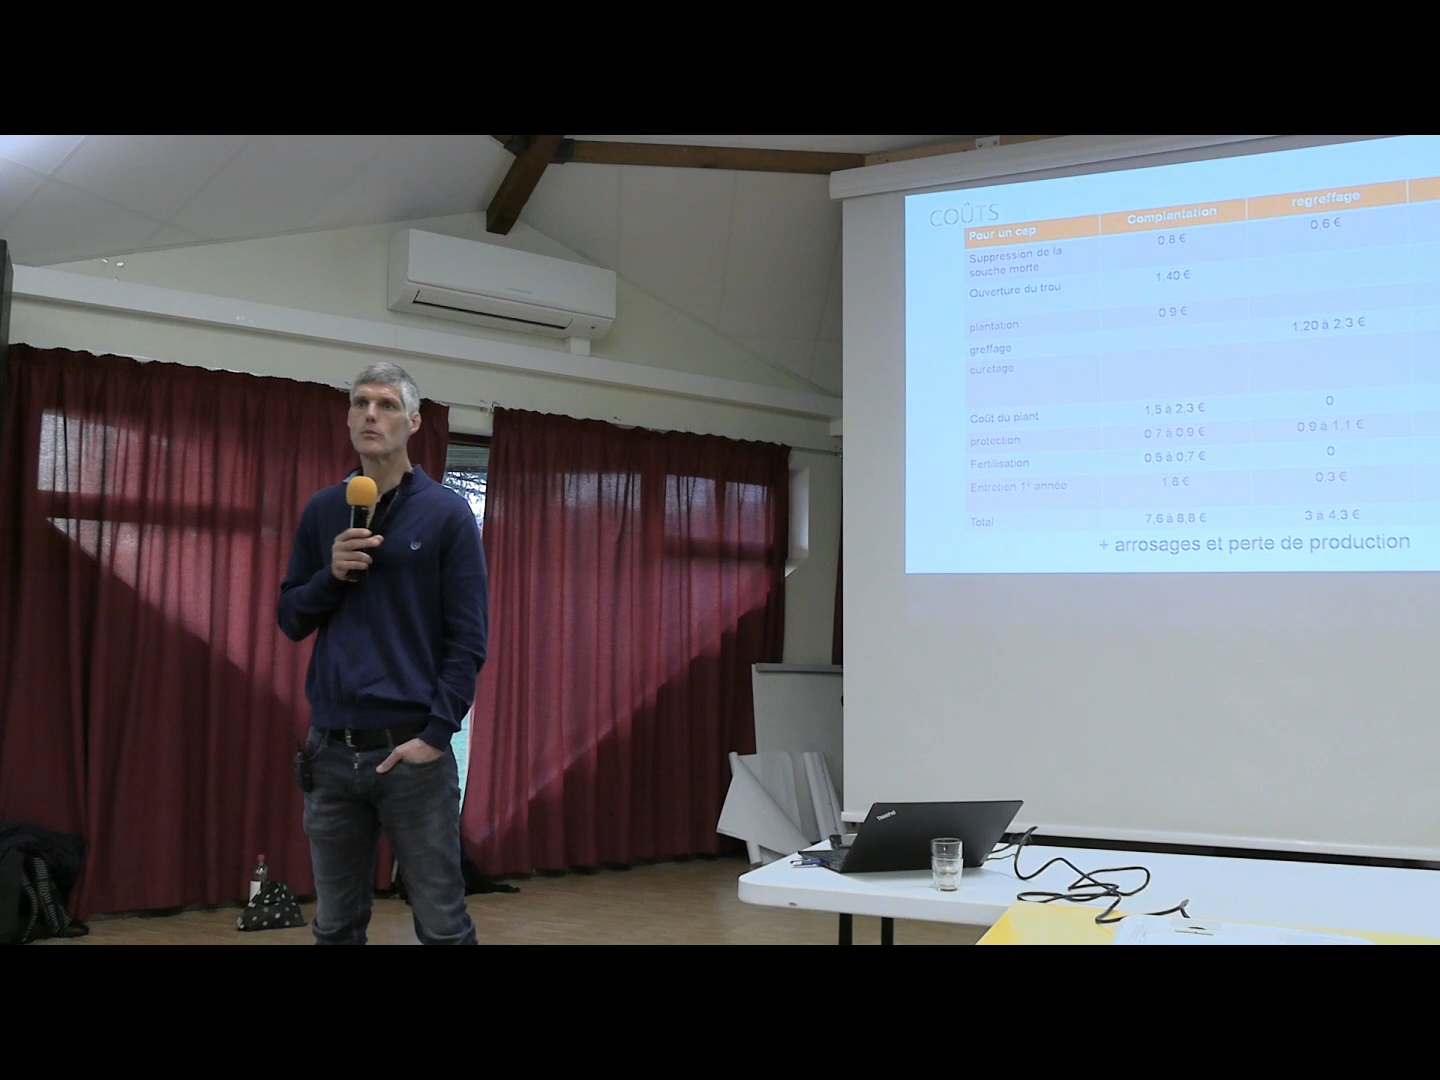 COÛTS
Pour un cep Complantation regreffage
Suppression de la souche morte 0,8 € 0,6 €
Ouverture du trou 1,40 €
plantation 0,9 €
greffage 1,20 à 2,3 €
curetage
Coût du plant 1,5 à 2,3 € 0
protection 0,7 à 0,9 € 0,9 à 1,1 €
Fertilisation 0,5 à 0,7 € 0
Entretien 1e année 1,8 € 0,3 €
Total 7,6 à 8,8 € 3 à 4,3 €
+ arrosages et perte de production
ThinkPad